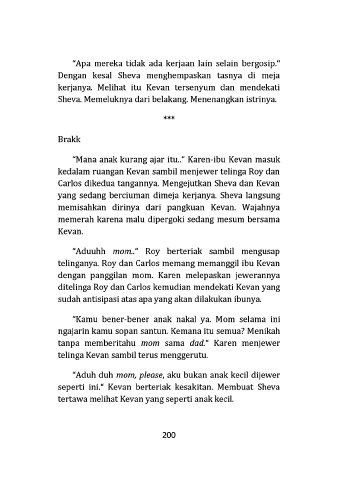 "Apa mereka tidak ada kerjaan lain selain bergosip."
Dengan kesal Sheva menghempaskan tasnya di meja
kerjanya. Melihat itu Kevan tersenyum dan mendekati
Sheva. Memeluknya dari belakang. Menenangkan istrinya.
***
Brakk
"Mana anak kurang ajar itu.." Karen-ibu Kevan masuk
kedalam ruangan Kevan sambil menjewer telinga Roy dan
Carlos dikedua tangannya. Mengejutkan Sheva dan Kevan
yang sedang berciuman dimeja kerjanya. Sheva langsung
memisahkan dirinya dari pangkuan Kevan. Wajahnya
memerah karena malu dipergoki sedang mesum bersama
Kevan.
"Aduuhh mom.." Roy berteriak sambil mengusap
telinganya. Roy dan Carlos memang memanggil ibu Kevan
dengan panggilan mom. Karen melepaskan jewerannya
ditelinga Roy dan Carlos kemudian mendekati Kevan yang
sudah antisipasi atas apa yang akan dilakukan ibunya.
"Kamu bener-bener anak nakal ya. Mom selama ini
ngajarin kamu sopan santun. Kemana itu semua? Menikah
tanpa memberitahu mom sama dad." Karen menjewer
telinga Kevan sambil terus menggerutu.
"Aduh duh mom, please, aku bukan anak kecil dijewer
seperti ini." Kevan berteriak kesakitan. Membuat Sheva
tertawa melihat Kevan yang seperti anak kecil.
200